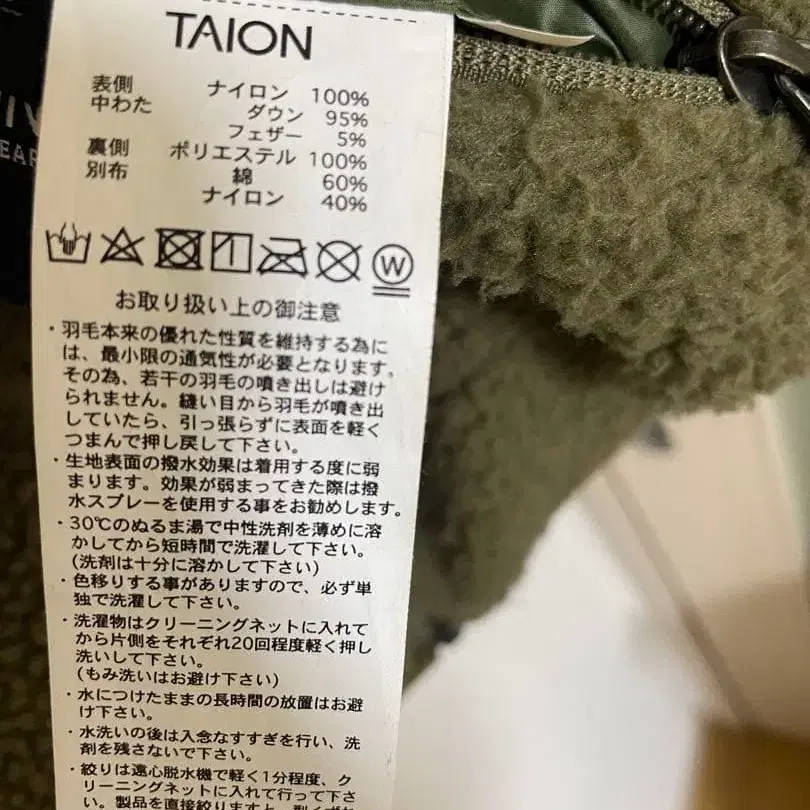 TAION
表側 ナイロン 100%
中わた ダウン 95%
フェザー 5%
裏側 ポリエステル 100%
別布 綿 60%
ナイロン 40%
W
お取り扱い上の御注意
・羽毛本来の優れた性質を維持する為に
は、最小限の通気性が必要となります。
その為、若干の羽毛の噴き出しは避け
られません。縫い目から羽毛が噴き出
していたら、引っ張らずに表面を軽く
つまんで押し戻して下さい。
・生地表面の撥水効果は着用する度に弱
まります。効果が弱まってきた際は撥
水スプレーを使用する事をお勧めします。
・30℃のぬるま湯で中性洗剤を薄めに溶
かしてから短時間で洗濯して下さい。
(洗剤は十分に溶かして下さい)
・色移りする事がありますので、必ず単
独で洗濯して下さい。
・洗濯物はクリーニングネットに入れて
から片側をそれぞれ20回程度軽く押し
洗いして下さい。
(もみ洗いはお避け下さい)
・水につけたままの長時間の放置はお避
け下さい。
・水洗いの後は入念なすすぎを行い、洗
剤を残さないで下さい。
・絞りは遠心脱水機で軽く1分程度、ク
リーニングネットに入れて行って下さ
い。製品を直接絞りますと、型くずれ